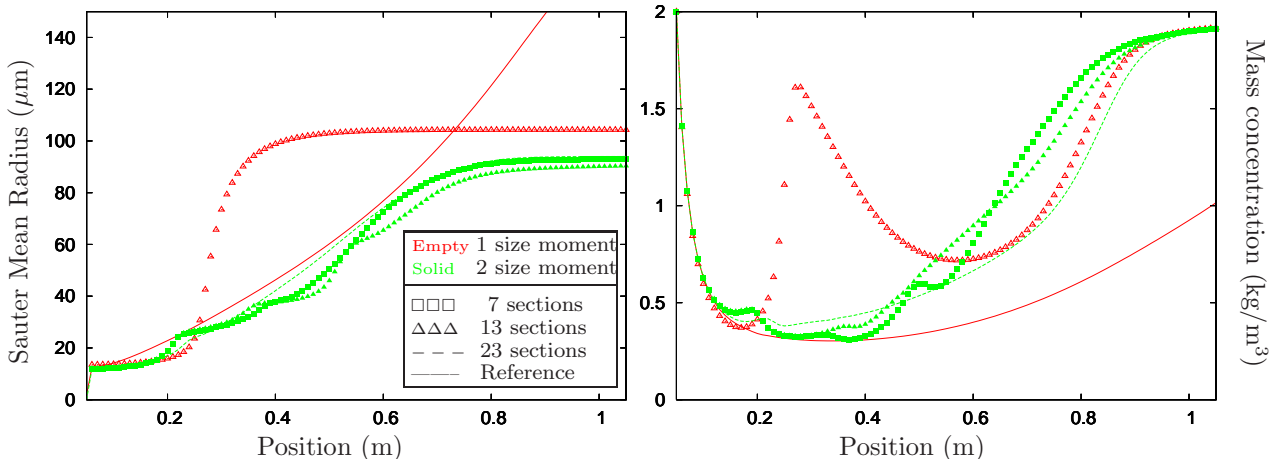 Sauter Mean Radius (μm)
140
120
100
80
60
40
20
0
0.2 0.4 0.6 0.8 1
Position (m)
Empty 1 size moment
Solid 2 size moment
□□□ 7 sections
△△△ 13 sections
– – – 23 sections
——– Reference
2
1.5
1
0.5
0
0.2 0.4 0.6 0.8 1
Position (m)
Mass concentration (kg/m³)